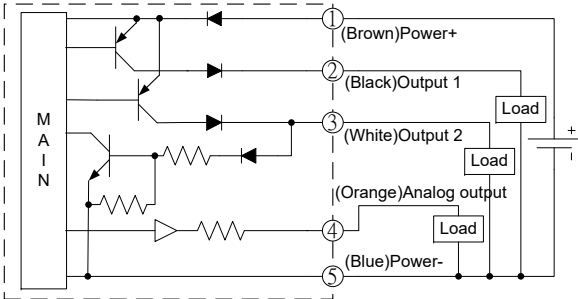 ① (Brown)Power+
② (Black)Output 1
Load
③ (White)Output 2
Load
MAIN
(Orange)Analog output
④
Load
⑤ (Blue)Power-
+
-